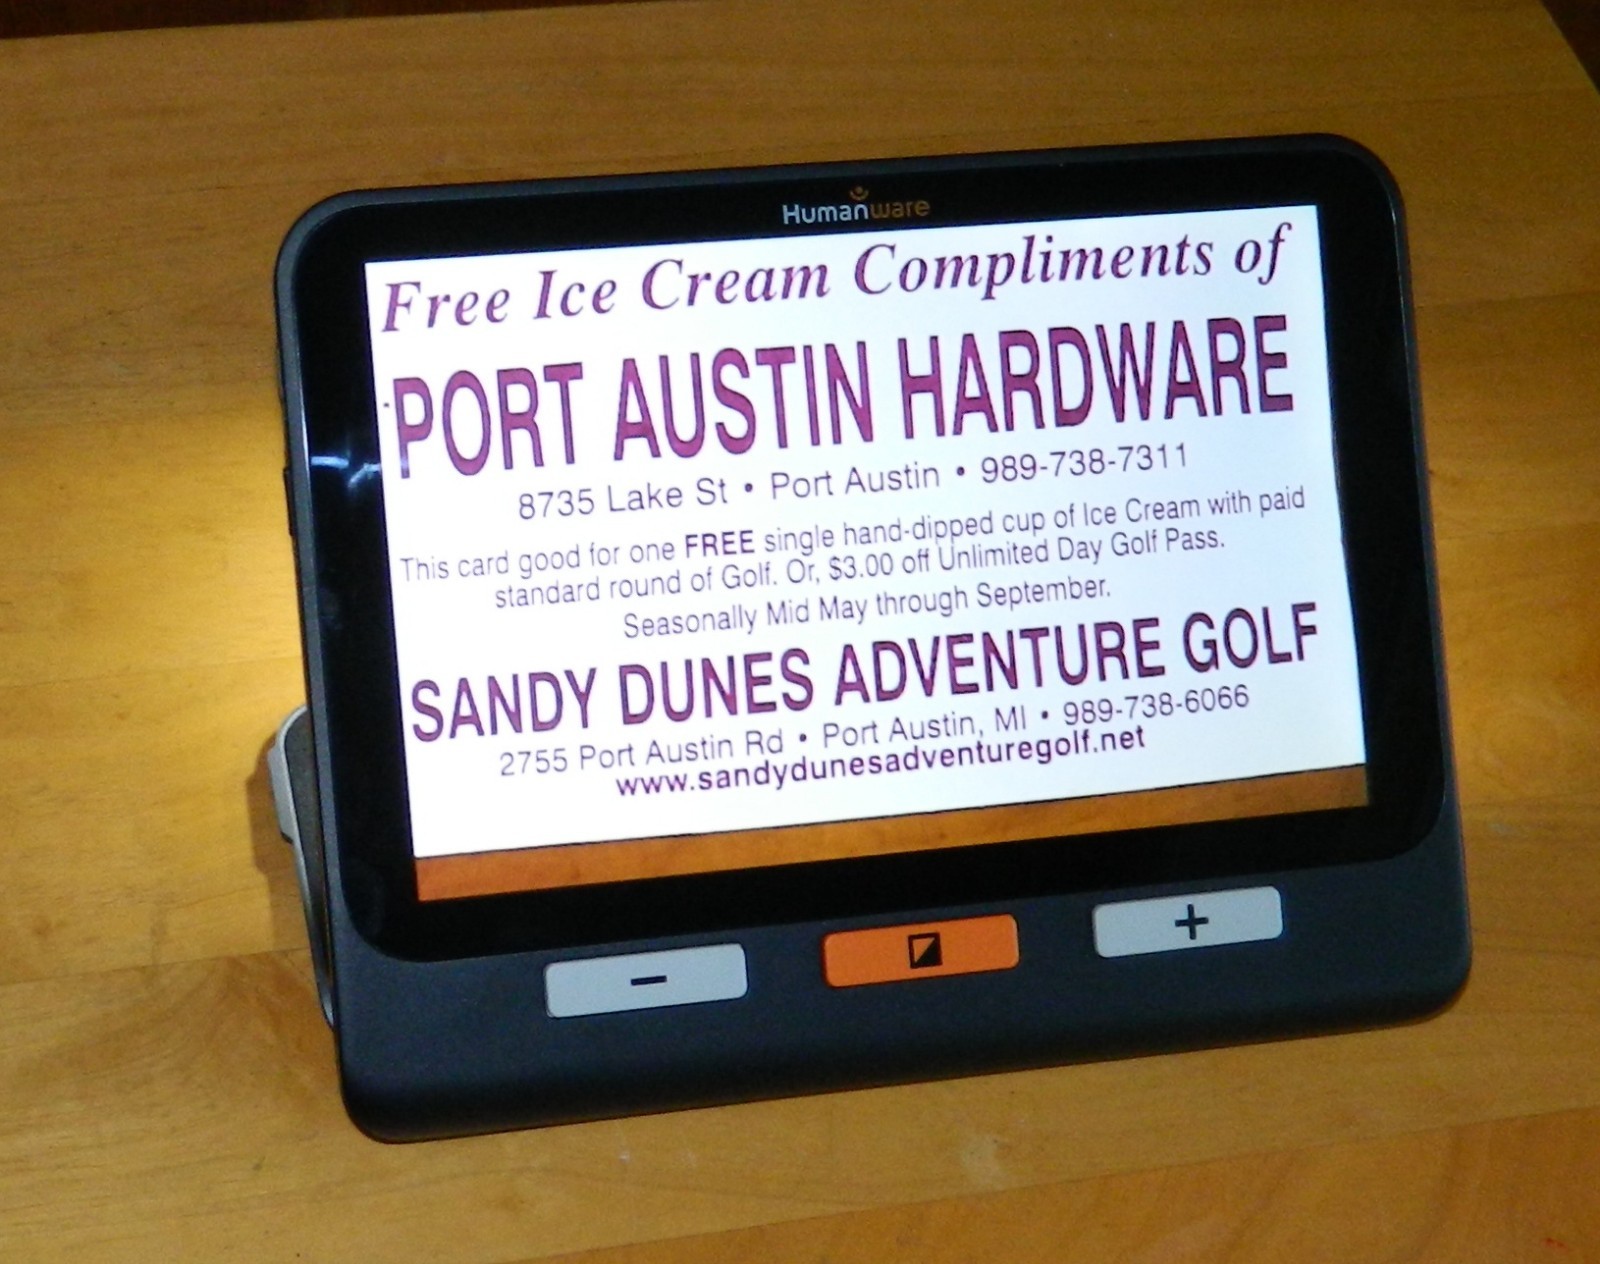 Humanware
Free Ice Cream Compliments of
PORT AUSTIN HARDWARE
8735 Lake St • Port Austin • 989-738-7311
This card good for one FREE single hand-dipped cup of Ice Cream with paid
standard round of Golf. Or, $3.00 off Unlimited Day Golf Pass.
Seasonally Mid May through September.
SANDY DUNES ADVENTURE GOLF
2755 Port Austin Rd • Port Austin, MI • 989-738-6066
www.sandydunesadventuregolf.net
- +